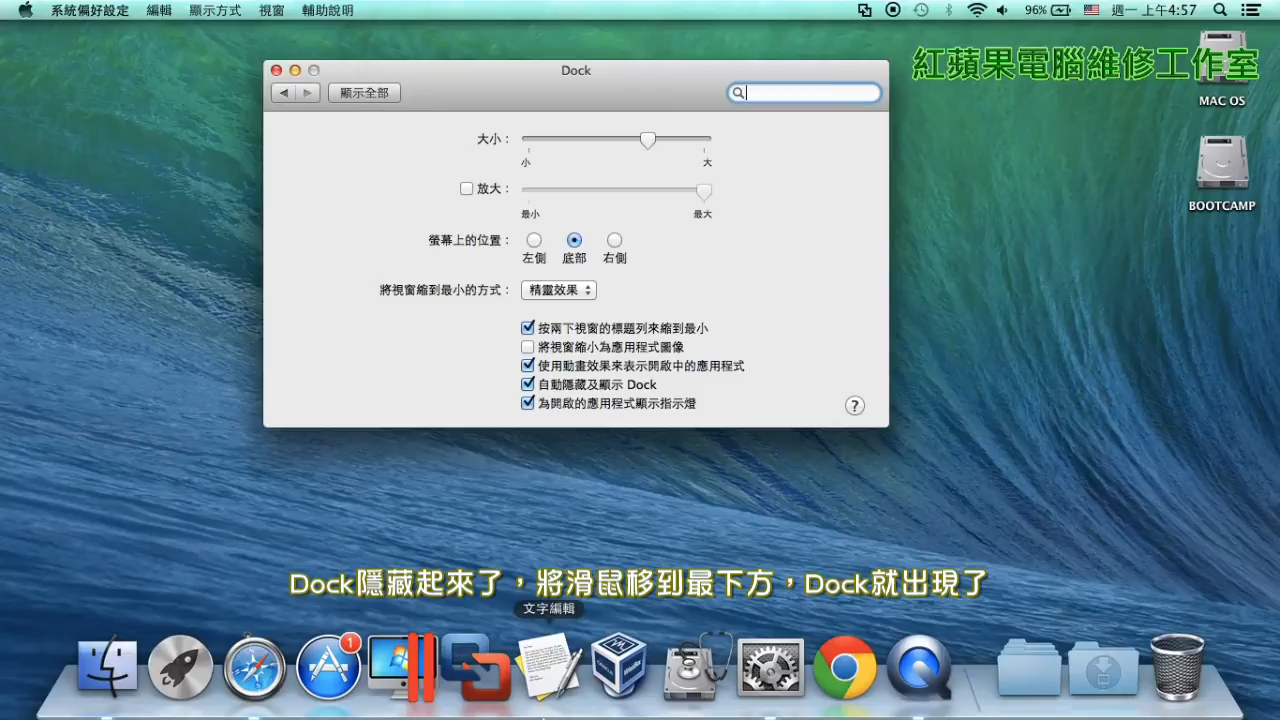 系統偏好設定 編輯 顯示方式 視窗 輔助說明 96% 週一 上午4:57
紅蘋果電腦維修工作室
MAC OS
BOOTCAMP
Dock
顯示全部
大小：
小 大
放大：
最小 最大
螢幕上的位置：
左側 底部 右側
將視窗縮到最小的方式： 精靈效果
按兩下視窗的標題列來縮到最小
將視窗縮小為應用程式圖像
使用動畫效果來表示開啟中的應用程式
自動隱藏及顯示 Dock
為開啟的應用程式顯示指示燈
?
Dock隱藏起來了，將滑鼠移到最下方，Dock就出現了
文字編輯
1